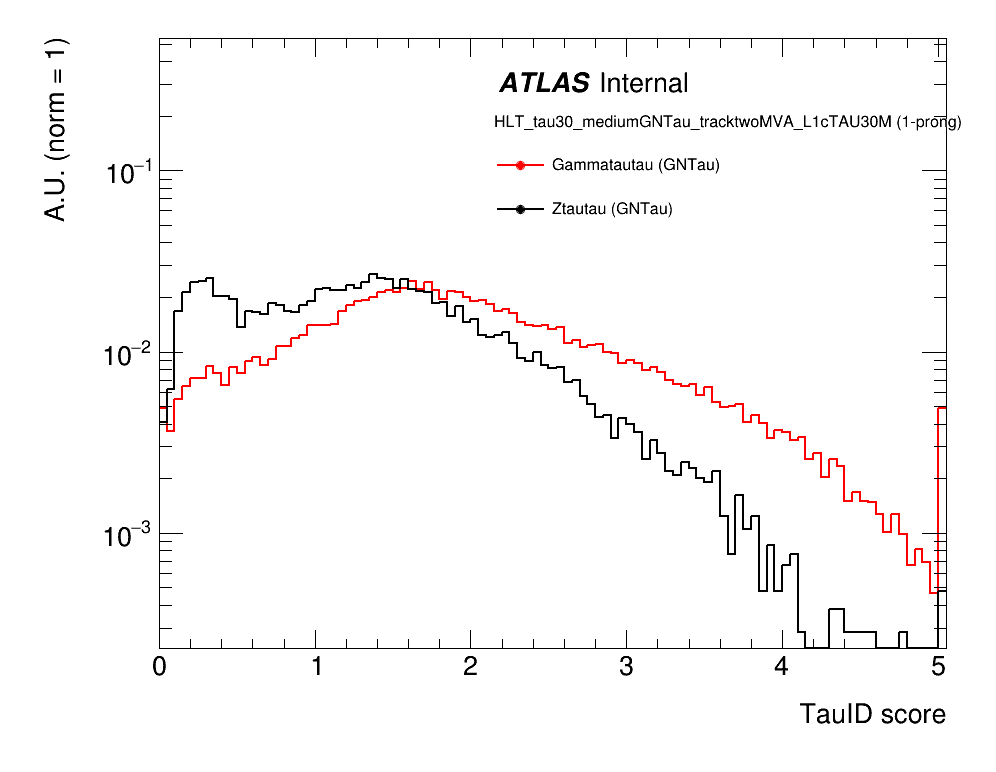 A.U. (norm = 1)
ATLAS Internal
HLT_tau30_mediumGNTau_tracktwoMVA_L1cTAU30M (1-prong)
Gammatautau (GNTau)
Ztautau (GNTau)
10⁻¹
10⁻²
10⁻³
0 1 2 3 4 5
TauID score